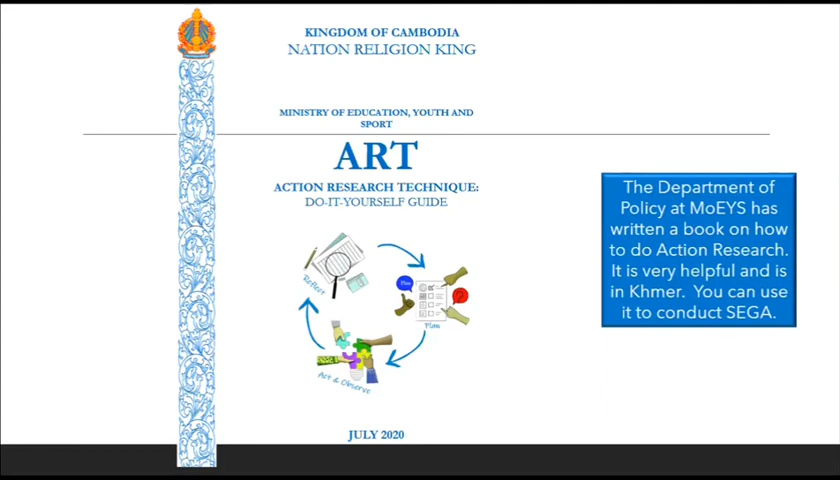 KINGDOM OF CAMBODIA
NATION RELIGION KING
MINISTRY OF EDUCATION, YOUTH AND
SPORT
ART
ACTION RESEARCH TECHNIQUE:
DO-IT-YOURSELF GUIDE
Reflect
Plan
Plan
Act & Observe
JULY 2020
The Department of
Policy at MoEYS has
written a book on how
to do Action Research.
It is very helpful and is
in Khmer. You can use
it to conduct SEGA.